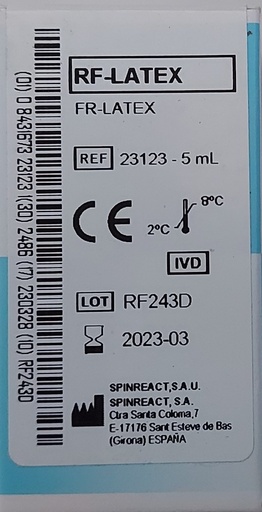 RF-LATEX
FR-LATEX
REF 23123 - 5 mL
CE 2°C 8°C
IVD
LOT RF243D
2023-03
SPINREACT,S.A.U.
SPINREACT, S.A.
Ctra Santa Coloma,7
E-17176 Sant Esteve de Bas
(Girona) ESPAÑA
(01) 0 8431673 23123 (30) 2486 (17) 230328 (10) RF243D